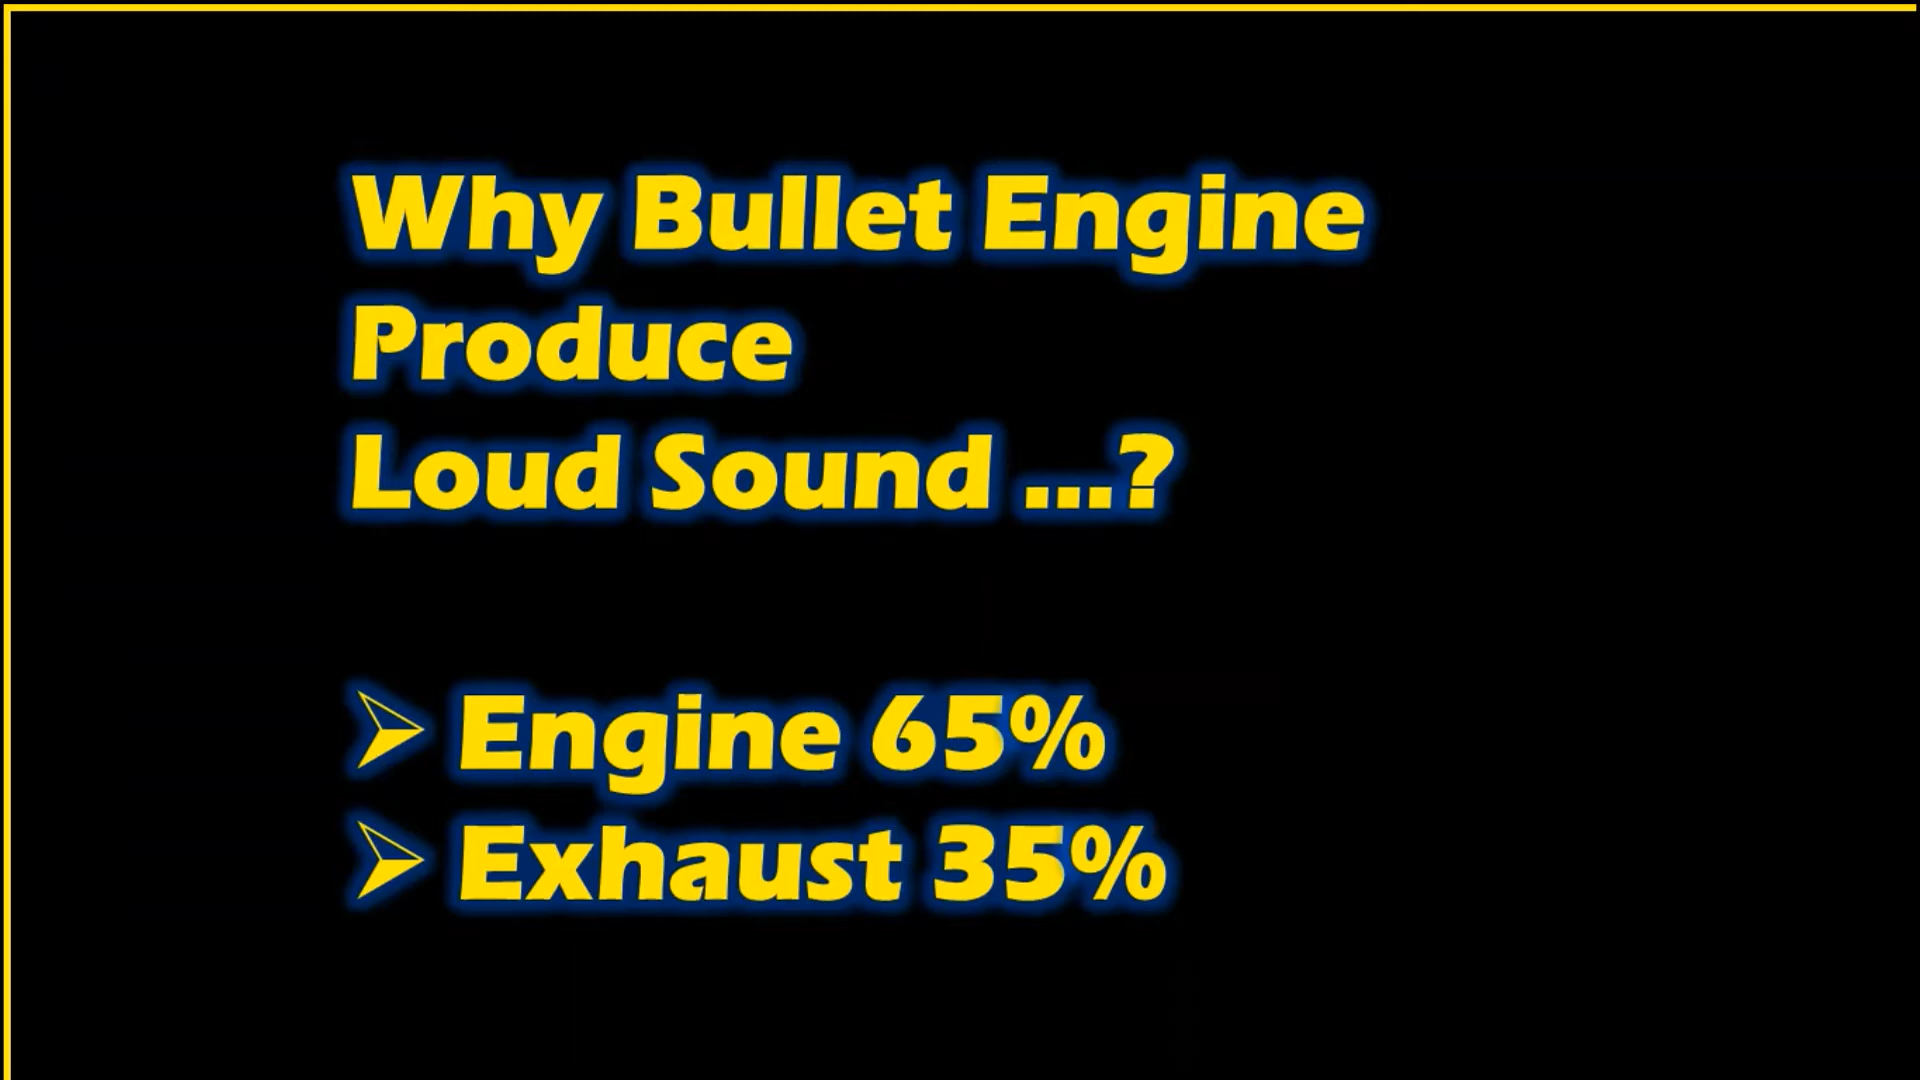 Why Bullet Engine
Produce
Loud Sound ...?
➢ Engine 65%
➢ Exhaust 35%